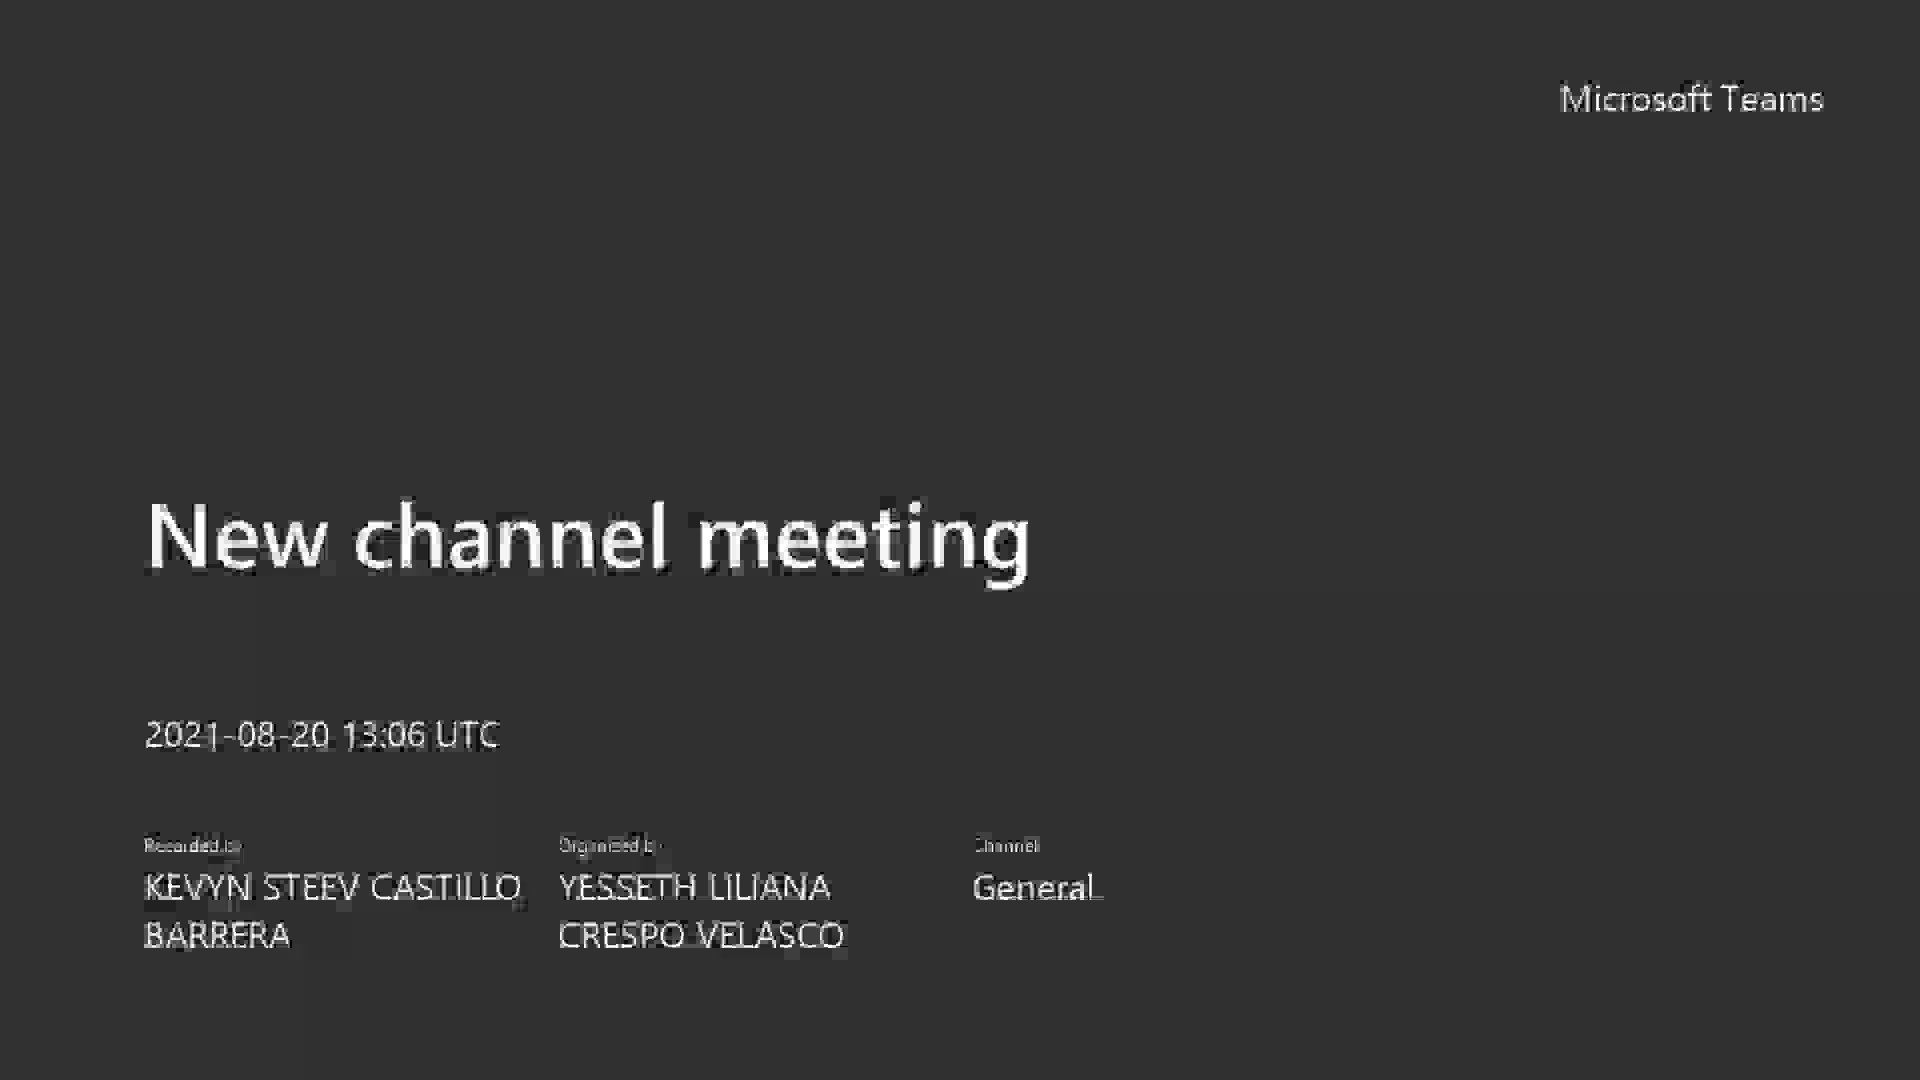 Microsoft Teams
New channel meeting
2021-08-20 13:06 UTC
Recorded by
KEVYN STEEV CASTILLO
BARRERA
Organized by
YESSETH LILIANA
CRESPO VELASCO
Channel
General